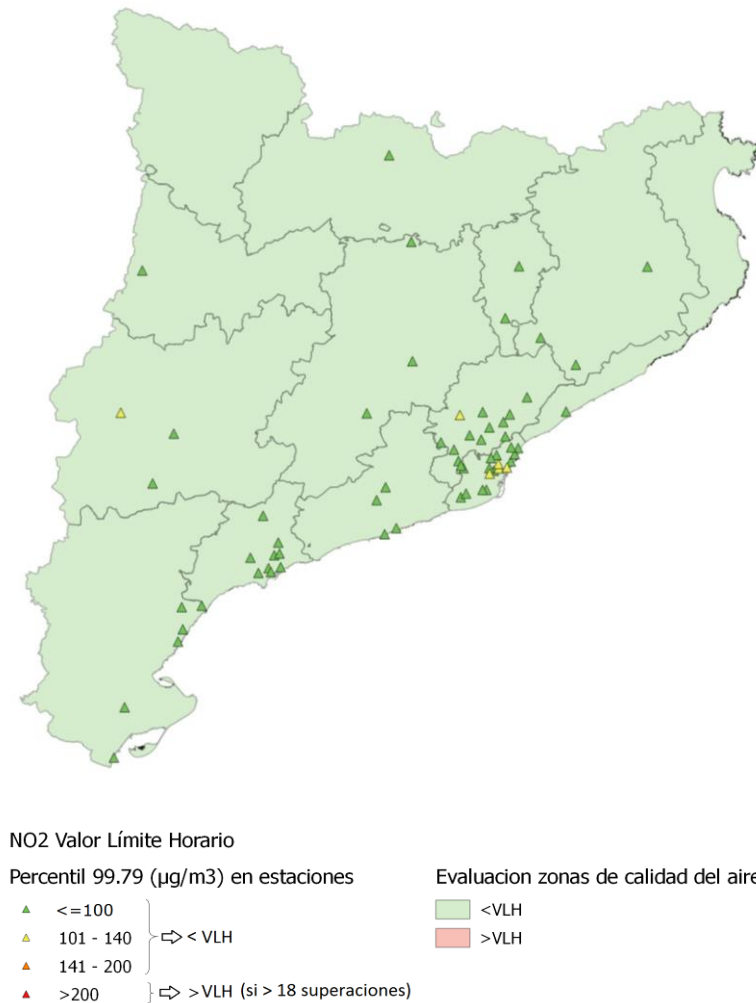 NO2 Valor Límite Horario
Percentil 99.79 (µg/m3) en estaciones
<=100
101 - 140
141 - 200
< VLH
>200
>VLH (si > 18 superaciones)
Evaluacion zonas de calidad del aire
<VLH
>VLH